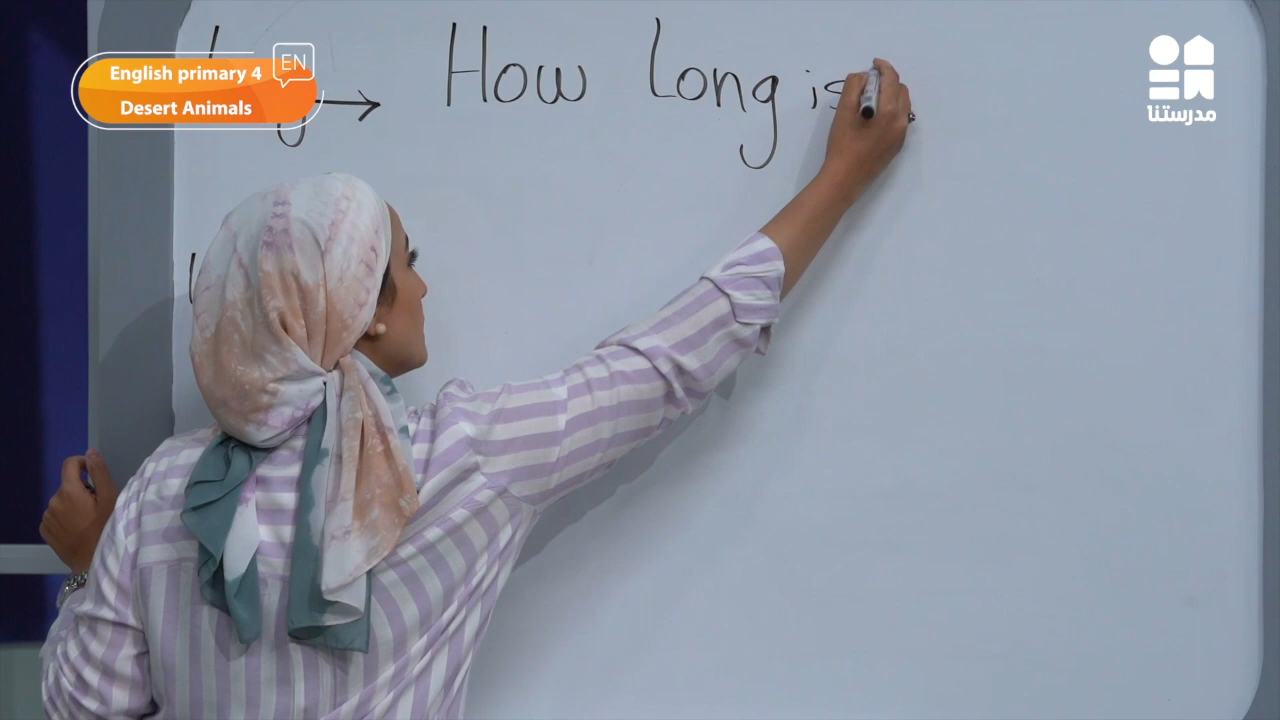 English primary 4
EN
Desert Animals
How Long is
مدرستنا